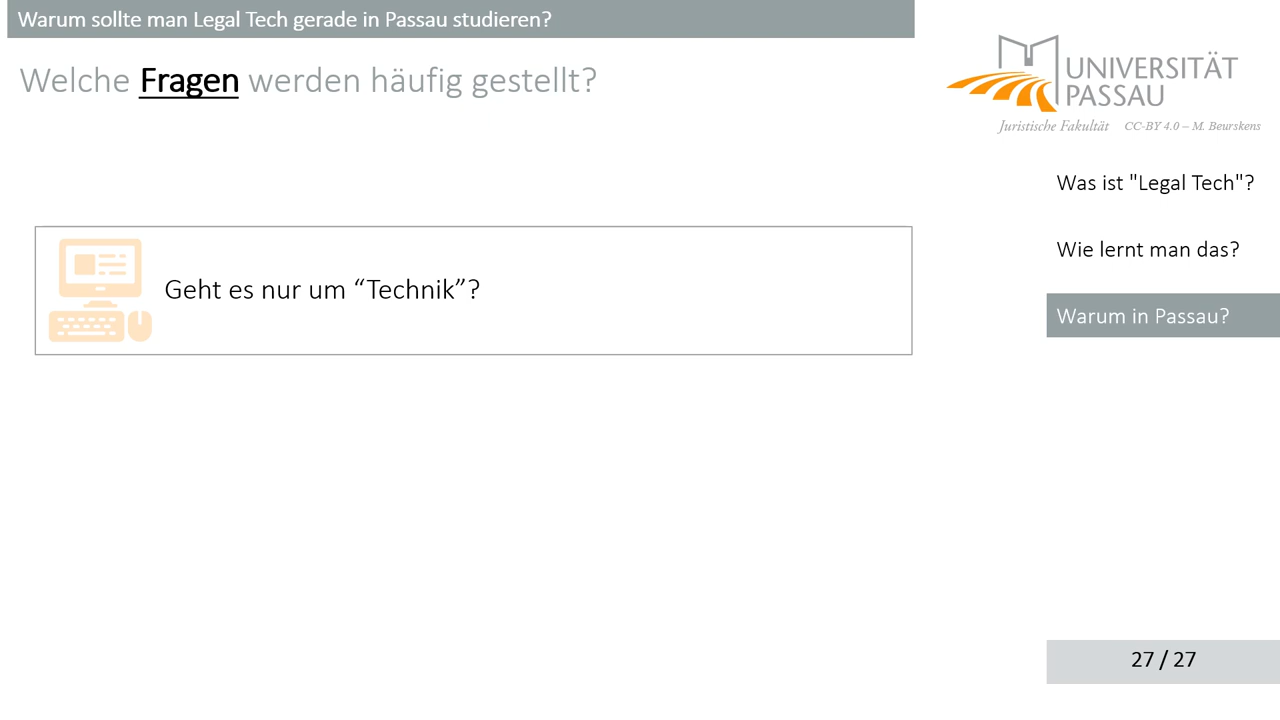 Warum sollte man Legal Tech gerade in Passau studieren?
Welche Fragen werden häufig gestellt?
UNIVERSITÄT
PASSAU
Juristische Fakultät CC-BY 4.0 – M. Beurskens
Was ist "Legal Tech"?
Wie lernt man das?
Warum in Passau?
Geht es nur um “Technik”?
27 / 27